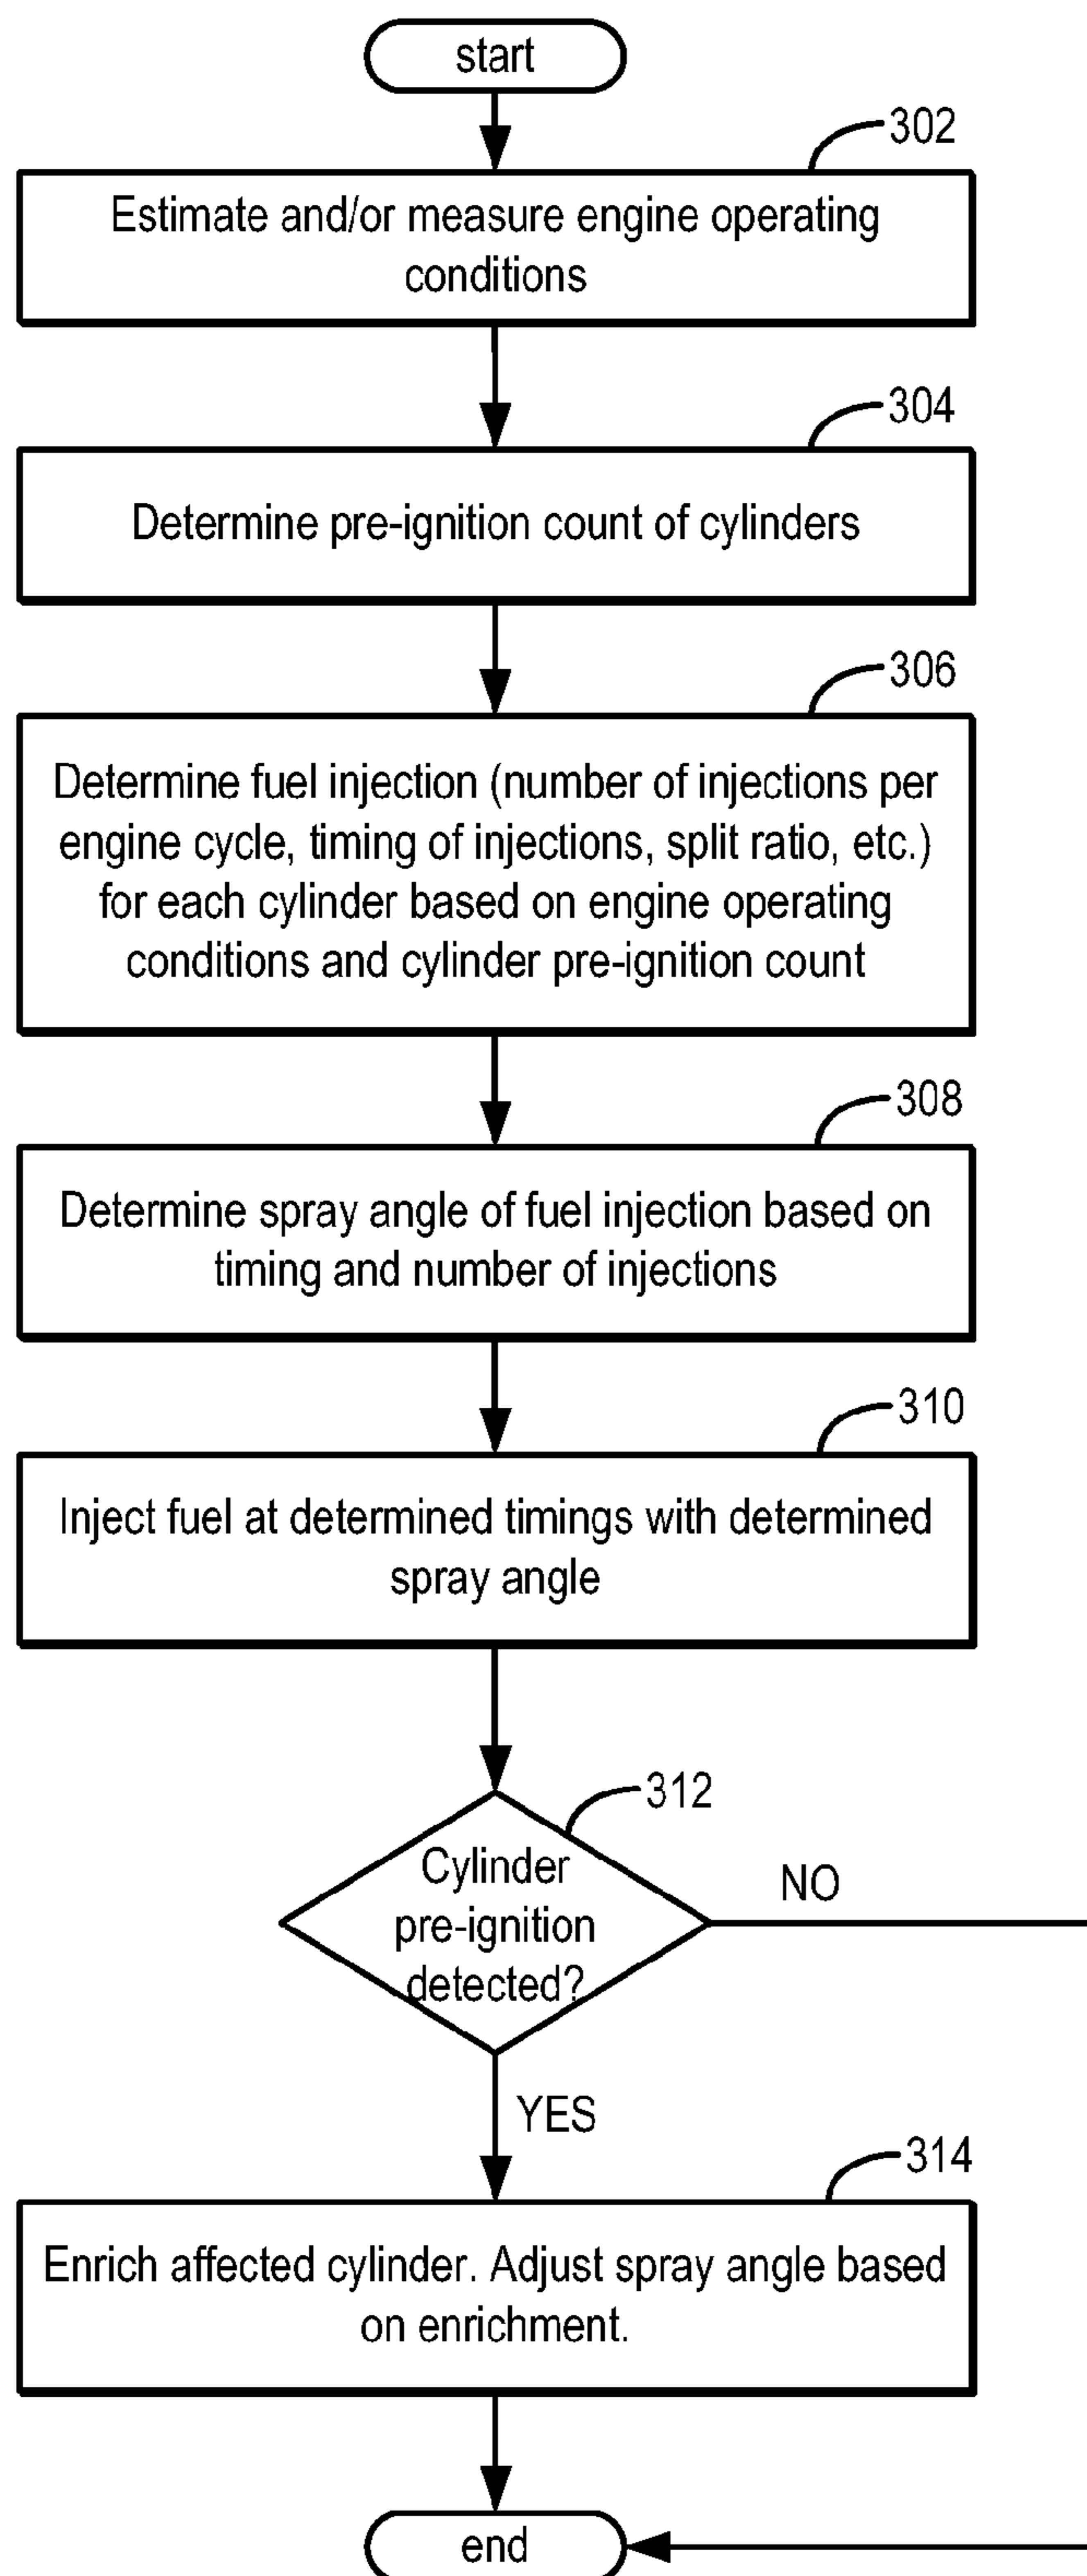 start
302
Estimate and/or measure engine operating
conditions
304
Determine pre-ignition count of cylinders
306
Determine fuel injection (number of injections per
engine cycle, timing of injections, split ratio, etc.)
for each cylinder based on engine operating
conditions and cylinder pre-ignition count
308
Determine spray angle of fuel injection based on
timing and number of injections
310
Inject fuel at determined timings with determined
spray angle
312
Cylinder
pre-ignition
detected?
NO
YES
314
Enrich affected cylinder. Adjust spray angle based
on enrichment.
end